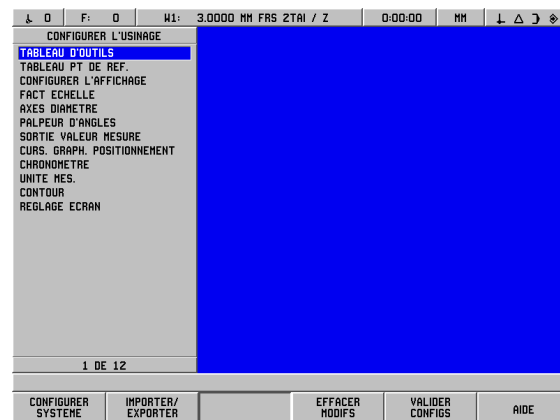 0 F: 0 W1: 3.0000 MM FRS 2TAI / Z 0:00:00 MM
CONFIGURER L'USINAGE
TABLEAU D'OUTILS
TABLEAU PT DE REF.
CONFIGURER L'AFFICHAGE
FACT ECHELLE
AXES DIAMETRE
PALPEUR D'ANGLES
SORTIE VALEUR MESURE
CURS. GRAPH. POSITIONNEMENT
CHRONOMETRE
UNITE MES.
CONTOUR
REGLAGE ECRAN
1 DE 12
CONFIGURER SYSTEME
IMPORTER/ EXPORTER
EFFACER MODIFS
VALIDER CONFIGS
AIDE